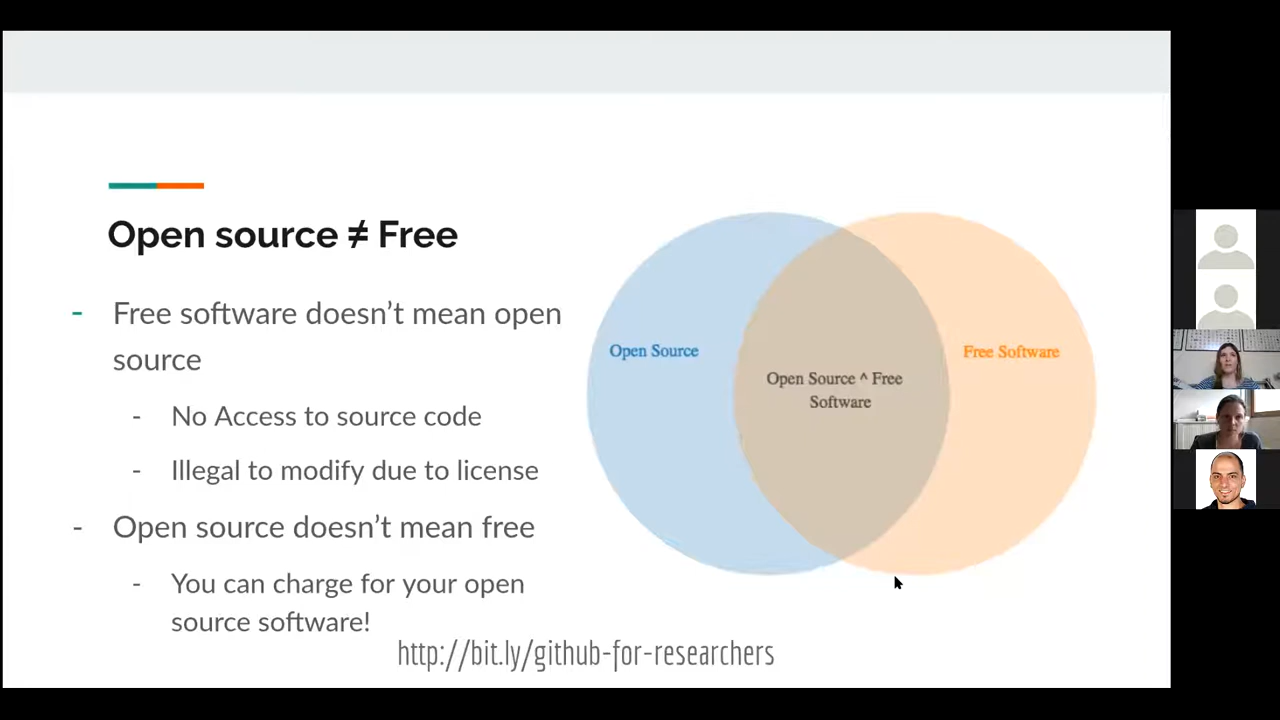 Open source ≠ Free
- Free software doesn’t mean open
source
- No Access to source code
- Illegal to modify due to license
- Open source doesn’t mean free
- You can charge for your open
source software!
Open Source
Open Source ^ Free
Software
Free Software
http://bit.ly/github-for-researchers